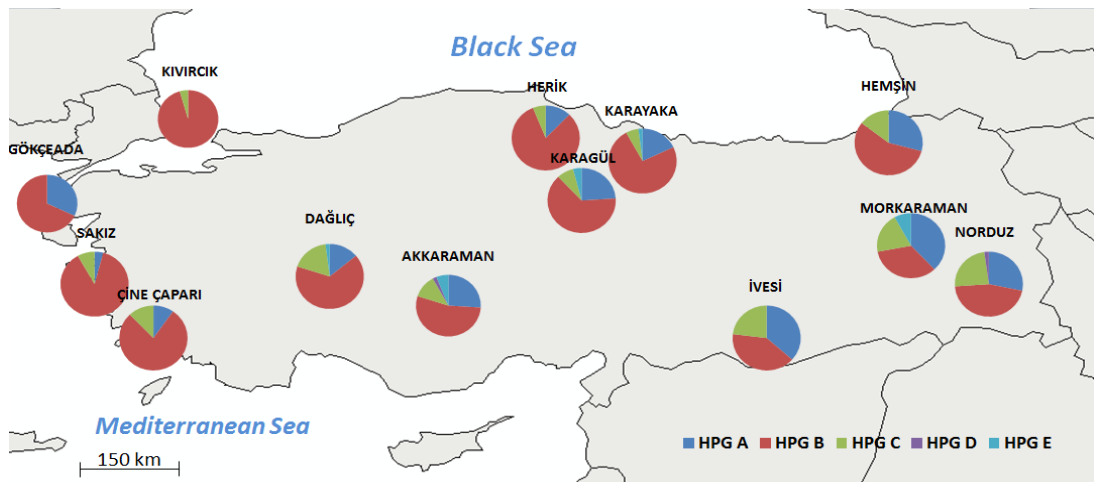 Black Sea
KIVIRCIK
HERİK
HEMŞİN
KARAYAKA
GÖKÇEADA
KARAGÜL
MORKARAMAN
DAĞLIÇ
SAKIZ
NORDUZ
AKKARAMAN
İVESİ
ÇİNE ÇAPARI
Mediterranean Sea
HPG A HPG B HPG C HPG D HPG E
150 km